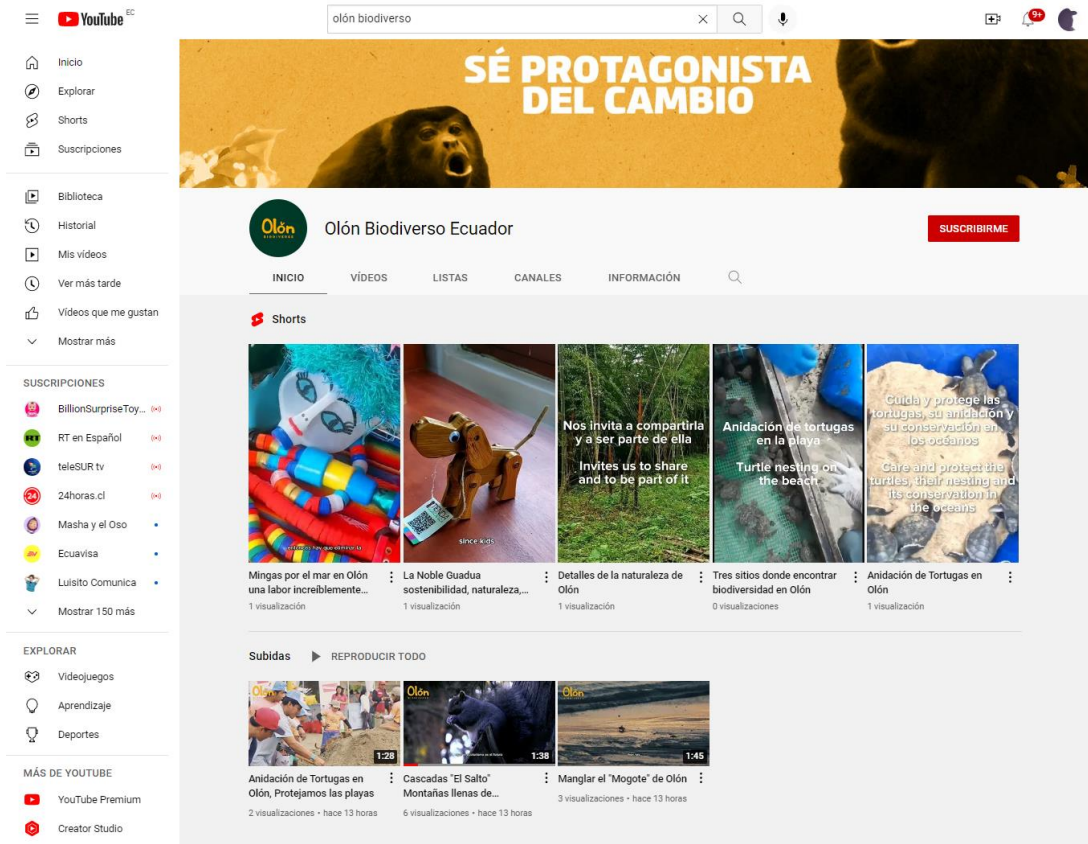 YouTube EC
olón biodiverso
9+
Inicio
Explorar
Shorts
Suscripciones
Biblioteca
Historial
Mis vídeos
Ver más tarde
Vídeos que me gustan
Mostrar más
SUSCRIPCIONES
BillionSurpriseToy...
RT en Español
teleSUR tv
24horas.cl
Masha y el Oso
Ecuavisa
Luisito Comunica
Mostrar 150 más
EXPLORAR
Videojuegos
Aprendizaje
Deportes
MÁS DE YOUTUBE
YouTube Premium
Creator Studio
SÉ PROTAGONISTA
DEL CAMBIO
Olón
BIODIVERSO
Olón Biodiverso Ecuador
SUSCRIBIRME
INICIO VÍDEOS LISTAS CANALES INFORMACIÓN
Shorts
entonces hay que eliminar la
since kids
Nos invita a compartirla
y a ser parte de ella
Invites us to share
and to be part of it
Anidación de tortugas
en la playa
Turtle nesting on
the beach
Cuida y protege las
tortugas, su anidación y
su conservación en
los océanos
Care and protect the
turtles, their nesting and
its conservation in
the oceans
Mingas por el mar en Olón
una labor increíblemente...
1 visualización
La Noble Guadua
sostenibilidad, naturaleza,...
1 visualización
Detalles de la naturaleza de
Olón
1 visualización
Tres sitios donde encontrar
biodiversidad en Olón
0 visualizaciones
Anidación de Tortugas en
Olón
1 visualización
Subidas REPRODUCIR TODO
Olón
1:28
Olón
1:38
Olón
1:45
Anidación de Tortugas en
Olón, Protejamos las playas
2 visualizaciones • hace 13 horas
Cascadas "El Salto"
Montañas llenas de...
6 visualizaciones • hace 13 horas
Manglar el "Mogote" de Olón
3 visualizaciones • hace 13 horas